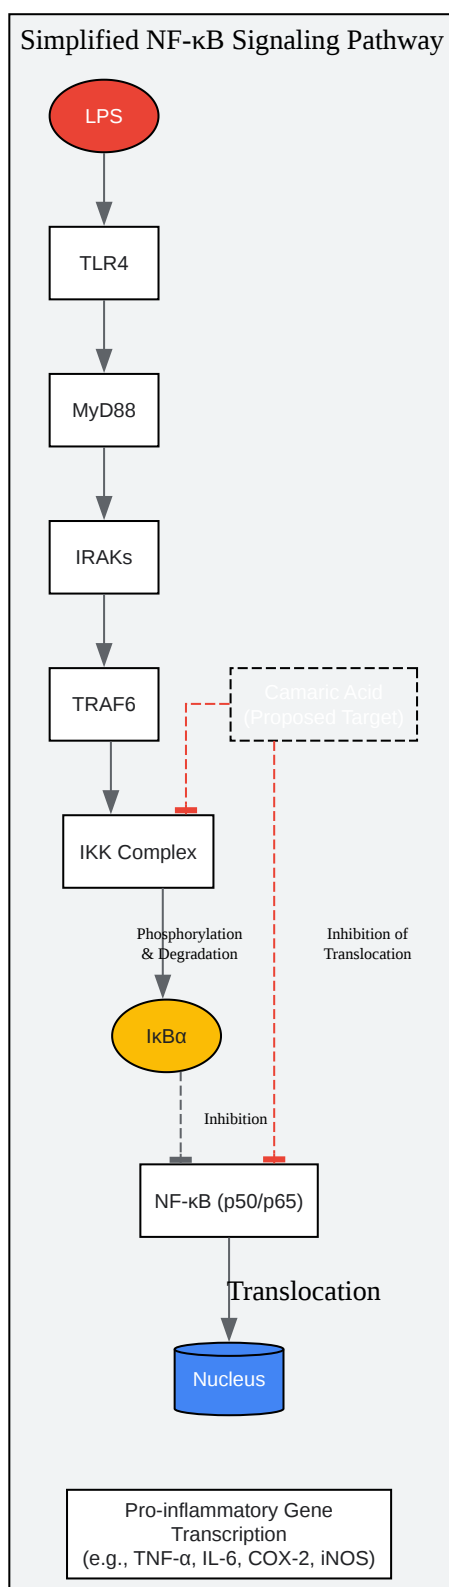 Simplified NF-κB Signaling Pathway
LPS
TLR4
MyD88
IRAKs
TRAF6
Camaric Acid
(Proposed Target)
IKK Complex
Phosphorylation
& Degradation
Inhibition of
Translocation
IκBα
Inhibition
NF-κB (p50/p65)
Translocation
Nucleus
Pro-inflammatory Gene
Transcription
(e.g., TNF-α, IL-6, COX-2, iNOS)